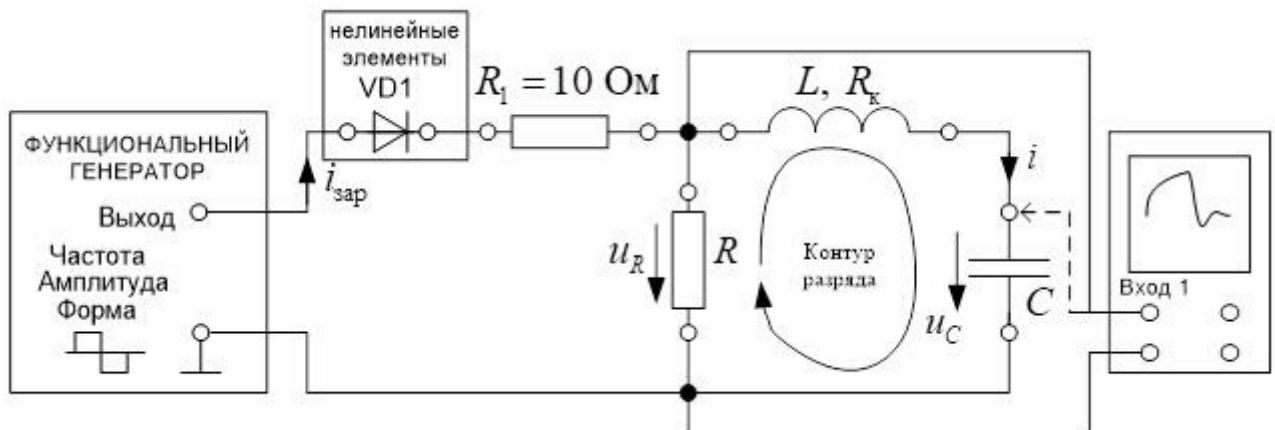 ФУНКЦИОНАЛЬНЫЙ
ГЕНЕРАТОР
Выход
Частота
Амплитуда
Форма
нелинейные
элементы
VD1
iзар
R1 = 10 Ом
L, Rк
i
uR
R
Контур
разряда
uC
C
Вход 1